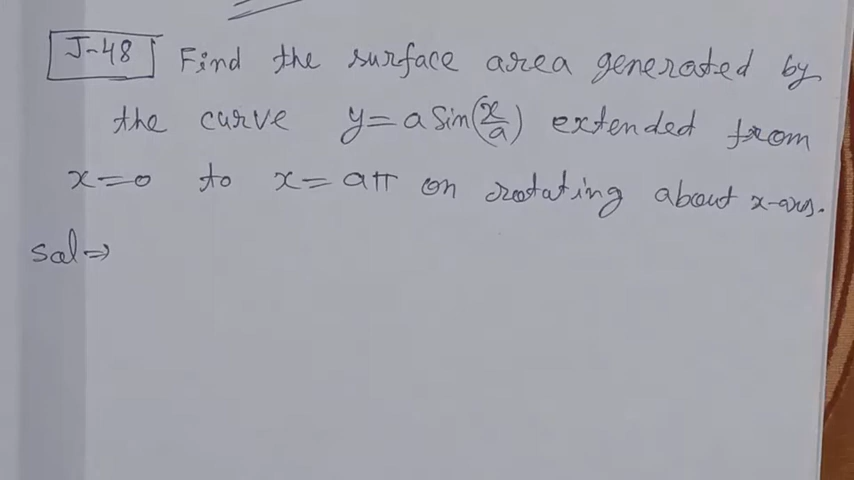 J-48 Find the surface area generated by
the curve y=a sin(x/a) extended from
x=0 to x=aπ on rotating about x-axis.
Sol⇒